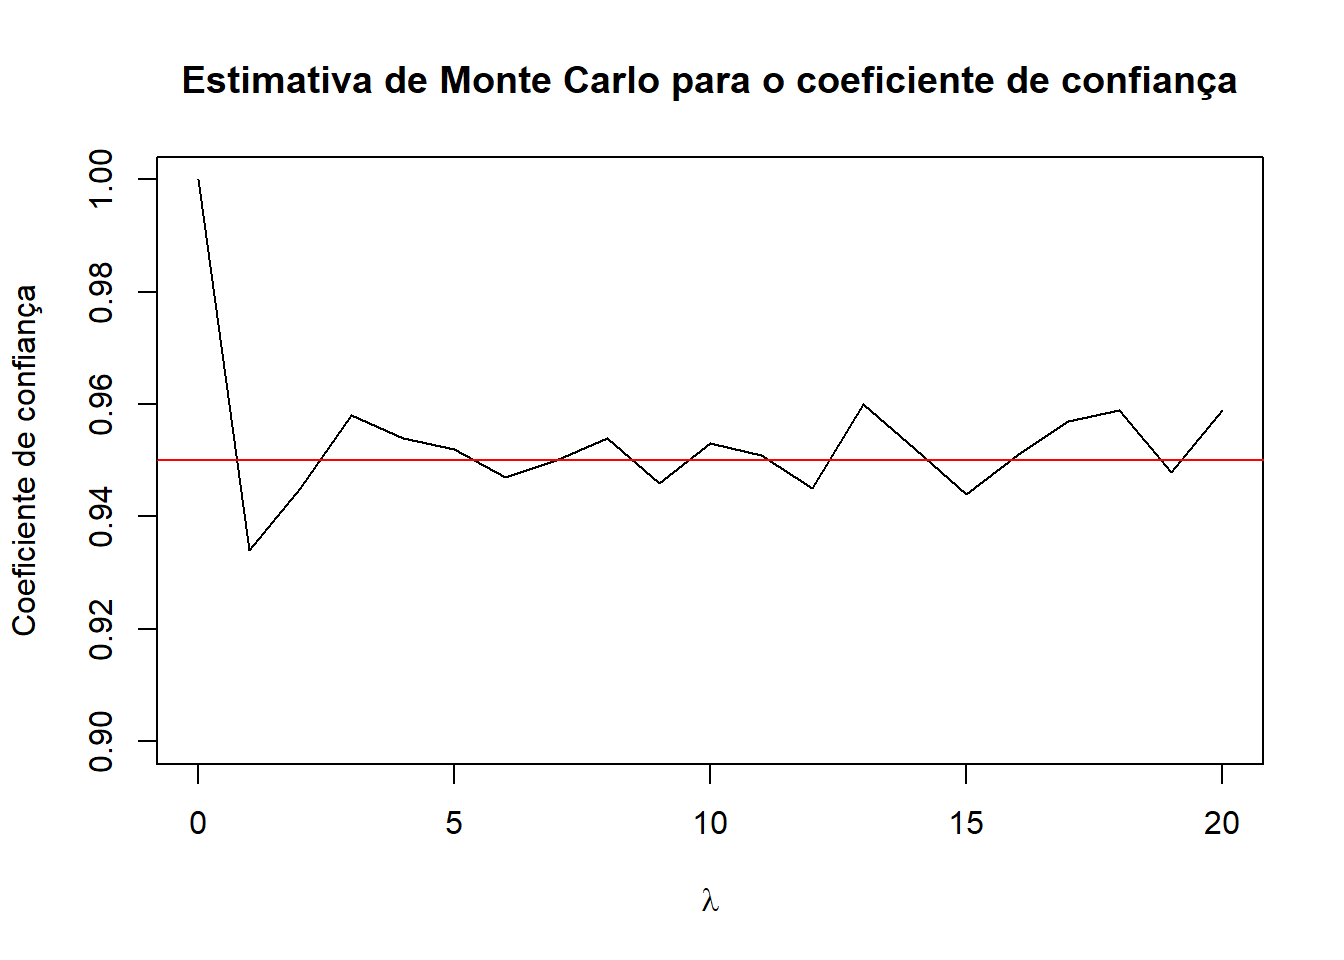 Estimativa de Monte Carlo para o coeficiente de confiança
Coeficiente de confiança
1.00
0.98
0.96
0.94
0.92
0.90
0 5 10 15 20
λ